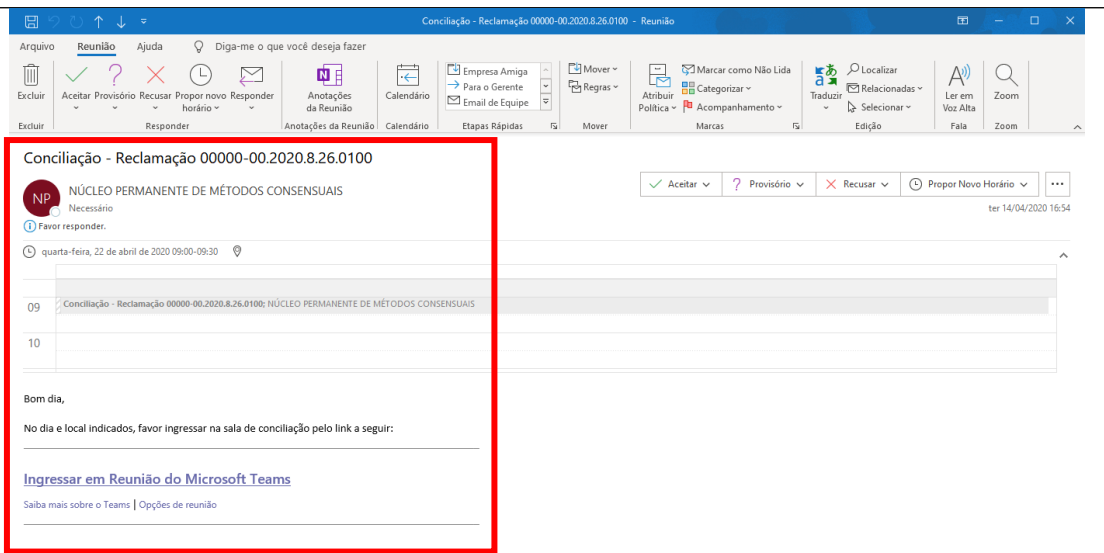 Conciliação - Reclamação 00000-00.2020.8.26.0100 - Reunião
Arquivo Reunião Ajuda Diga-me o que você deseja fazer
Excluir
Aceitar Provisório Recusar Propor novo horário Responder
Anotações da Reunião
Calendário
Empresa Amiga
Para o Gerente
Email de Equipe
Mover
Regras
Atribuir Política
Marcar como Não Lida
Categorizar
Acompanhamento
Traduzir
Localizar
Relacionadas
Selecionar
Ler em Voz Alta
Zoom
Excluir Responder Anotações da Reunião Calendário Etapas Rápidas Mover Marcas Edição Fala Zoom
Conciliação - Reclamação 00000-00.2020.8.26.0100
NP
NÚCLEO PERMANENTE DE MÉTODOS CONSENSUAIS
Necessário
Aceitar Provisório Recusar Propor Novo Horário ...
ter 14/04/2020 16:54
Favor responder.
quarta-feira, 22 de abril de 2020 09:00-09:30
09 Conciliação - Reclamação 00000-00.2020.8.26.0100; NÚCLEO PERMANENTE DE MÉTODOS CONSENSUAIS
10
Bom dia,
No dia e local indicados, favor ingressar na sala de conciliação pelo link a seguir:
Ingressar em Reunião do Microsoft Teams
Saiba mais sobre o Teams | Opções de reunião